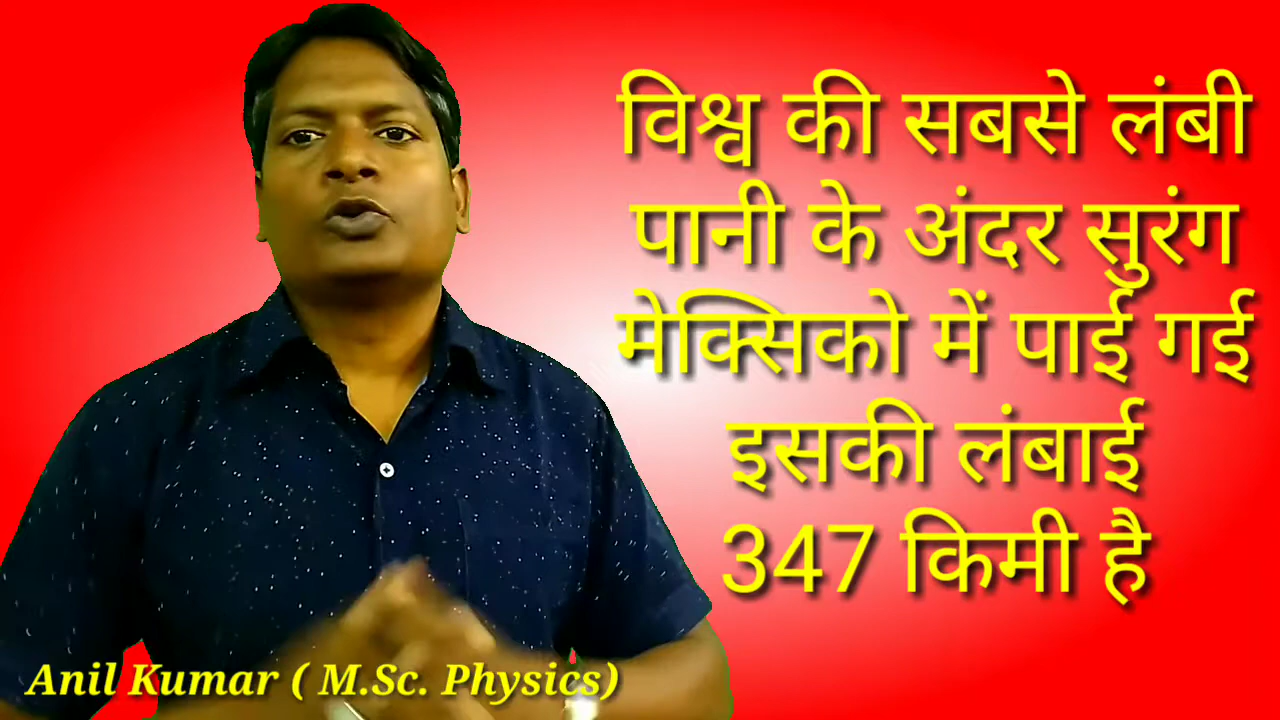 विश्व की सबसे लंबी
पानी के अंदर सुरंग
मेक्सिको में पाई गई
इसकी लंबाई
347 किमी है
Anil Kumar ( M.Sc. Physics)